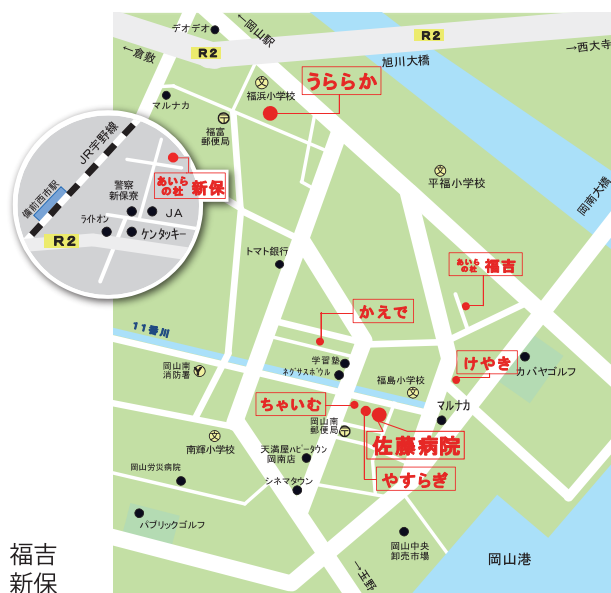 デオデオ
←岡山駅
←倉敷
R2
R2
→西大寺
旭川大橋
うららか
福浜小学校
マルナカ
福富
郵便局
JR宇野線
備前西市駅
あいら
の杜 新保
警察
新保寮
JA
ライトオン
ケンタッキー
R2
平福小学校
岡南大橋
トマト銀行
あいら
の杜 福吉
かえで
11番川
学習塾
ネグサスボウル
岡山南
消防署
けやき
カバヤゴルフ
福島小学校
ちゃいむ
マルナカ
岡山南
郵便局
佐藤病院
南輝小学校
天満屋ハピータウン
岡南店
やすらぎ
岡山労災病院
シネマタウン
パブリックゴルフ
岡山中央
卸売市場
岡山港
玉野→
福吉
新保